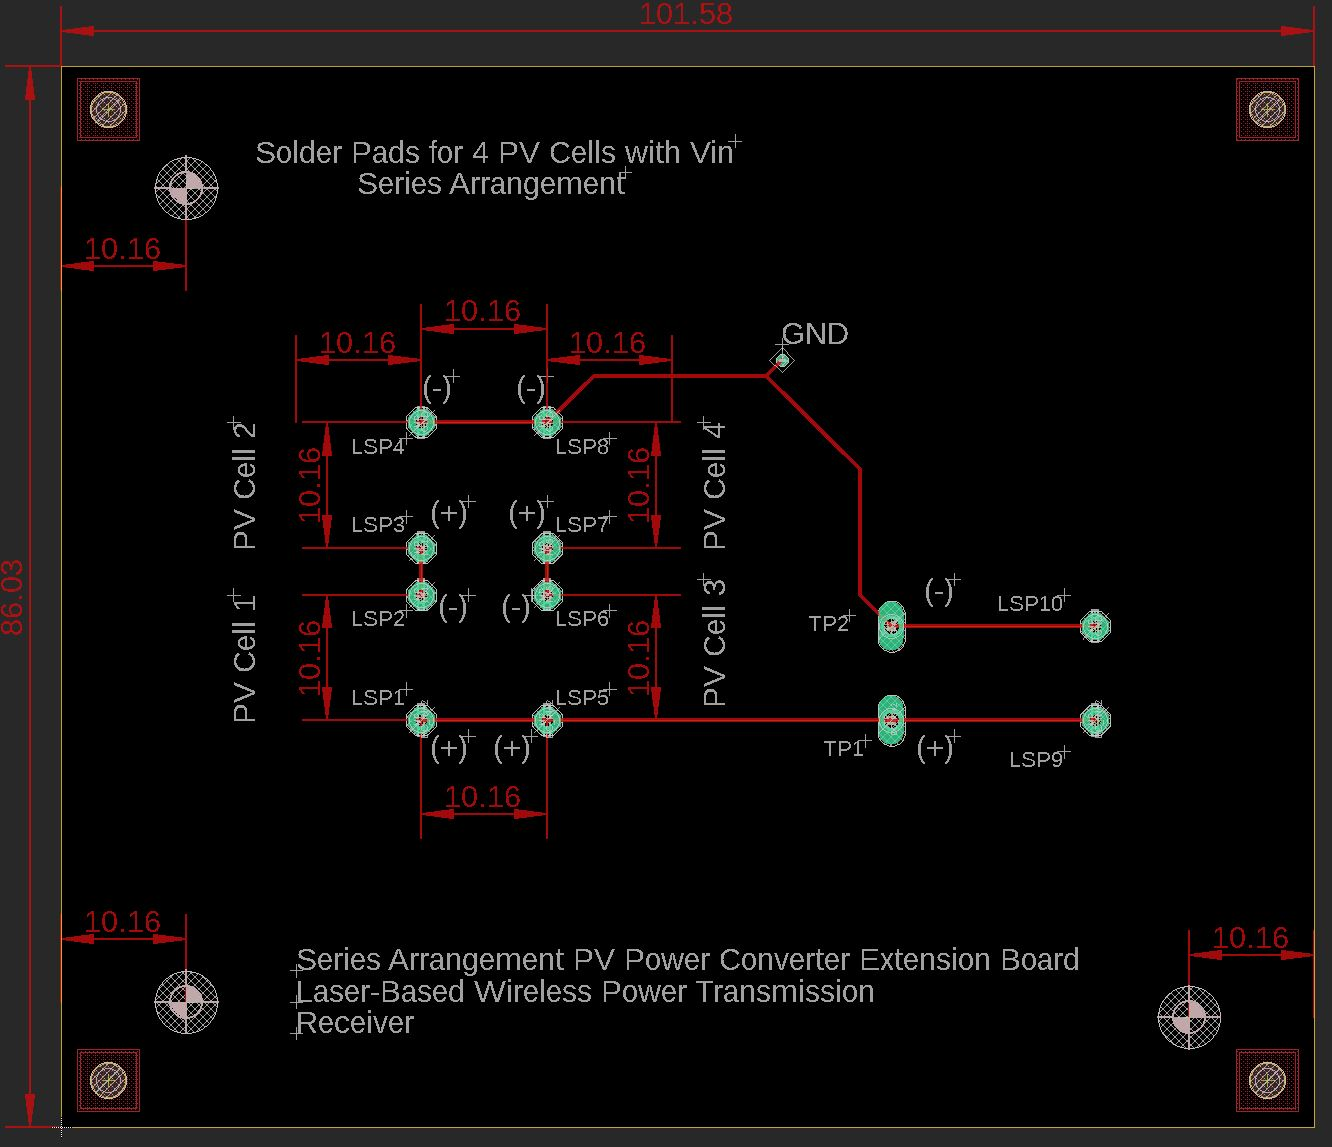 101.58
Solder Pads for 4 PV Cells with Vin
Series Arrangement
10.16
10.16
10.16
10.16
GND
(-)
(-)
LSP4
LSP8
PV Cell 2
10.16
10.16
PV Cell 4
(+)
(+)
LSP3
LSP7
86.03
PV Cell 1
10.16
10.16
PV Cell 3
(-)
(-)
LSP2
LSP6
(-)
LSP10
TP2
LSP1
LSP5
(+)
(+)
TP1
(+)
LSP9
10.16
10.16
10.16
Series Arrangement PV Power Converter Extension Board
Laser-Based Wireless Power Transmission
Receiver